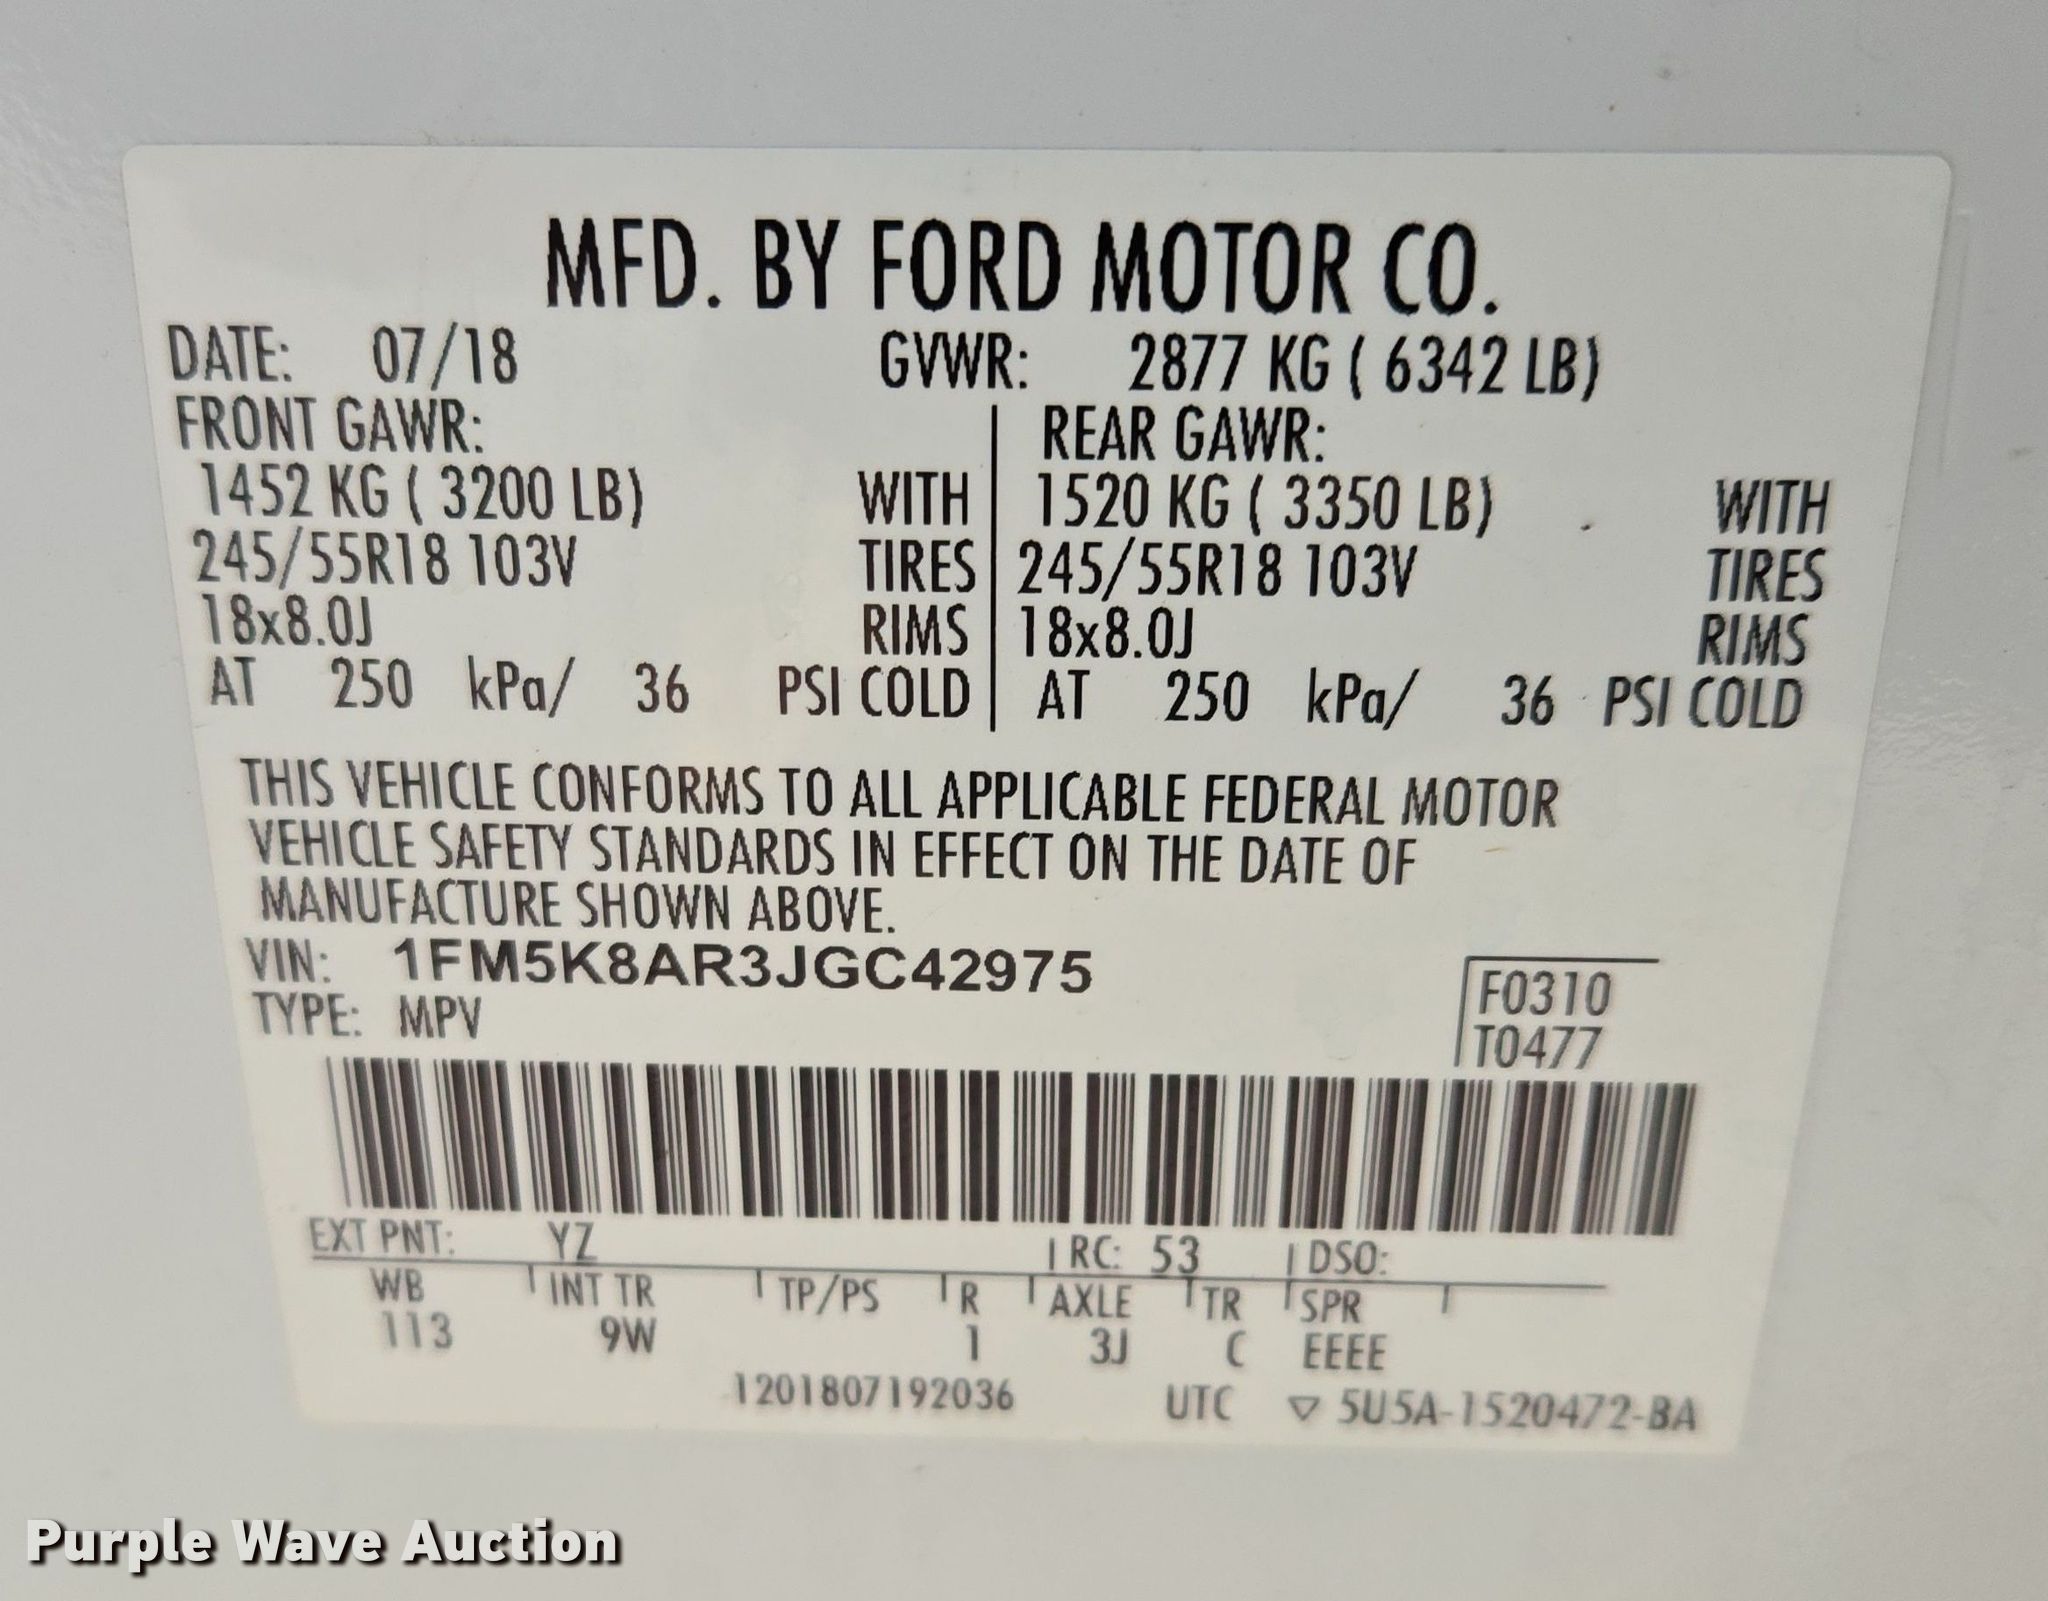 MFD. BY FORD MOTOR CO.
DATE: 07/18 GVWR: 2877 KG ( 6342 LB)
FRONT GAWR: REAR GAWR:
1452 KG ( 3200 LB) WITH 1520 KG ( 3350 LB) WITH
245/55R18 103V TIRES 245/55R18 103V TIRES
18x8.0J RIMS 18x8.0J RIMS
AT 250 kPa/ 36 PSI COLD AT 250 kPa/ 36 PSI COLD
THIS VEHICLE CONFORMS TO ALL APPLICABLE FEDERAL MOTOR
VEHICLE SAFETY STANDARDS IN EFFECT ON THE DATE OF
MANUFACTURE SHOWN ABOVE.
VIN: 1FM5K8AR3JGC42975
TYPE: MPV
F0310
T0477
EXT PNT: YZ RC: 53 DSO:
WB INT TR TP/PS R AXLE TR SPR
113 9W 1 3J C EEEE
1201807192036 UTC ▽ 5U5A-1520472-BA
Purple Wave Auction